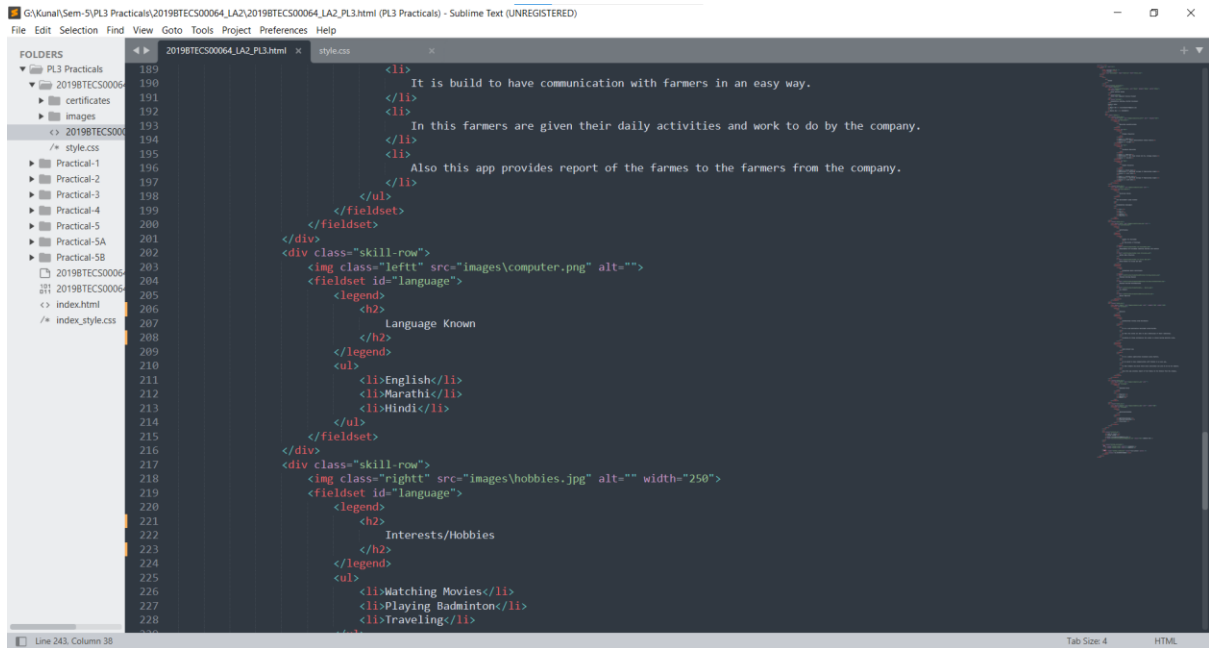 G:\Kunal\Sem-5\PL3 Practicals\2019BTECS00064_LA2\2019BTECS00064_LA2_PL3.html (PL3 Practicals) - Sublime Text (UNREGISTERED)
File Edit Selection Find View Goto Tools Project Preferences Help
FOLDERS
PL3 Practicals
2019BTECS00064
certificates
images
2019BTECS000
style.css
Practical-1
Practical-2
Practical-3
Practical-4
Practical-5
Practical-5A
Practical-5B
2019BTECS00064
2019BTECS00064
index.html
index_style.css
2019BTECS00064_LA2_PL3.html × style.css ×
189 <li>
190 It is build to have communication with farmers in an easy way.
191 </li>
192 <li>
193 In this farmers are given their daily activities and work to do by the company.
194 </li>
195 <li>
196 Also this app provides report of the farmes to the farmers from the company.
197 </li>
198 </ul>
199 </fieldset>
200 </fieldset>
201 </div>
202 <div class="skill-row">
203 <img class="leftt" src="images\computer.png" alt="">
204 <fieldset id="language">
205 <legend>
206 <h2>
207 Language Known
208 </h2>
209 </legend>
210 <ul>
211 <li>English</li>
212 <li>Marathi</li>
213 <li>Hindi</li>
214 </ul>
215 </fieldset>
216 </div>
217 <div class="skill-row">
218 <img class="rightt" src="images\hobbies.jpg" alt="" width="250">
219 <fieldset id="language">
220 <legend>
221 <h2>
222 Interests/Hobbies
223 </h2>
224 </legend>
225 <ul>
226 <li>Watching Movies</li>
227 <li>Playing Badminton</li>
228 <li>Traveling</li>
Line 243, Column 38
Tab Size: 4 HTML